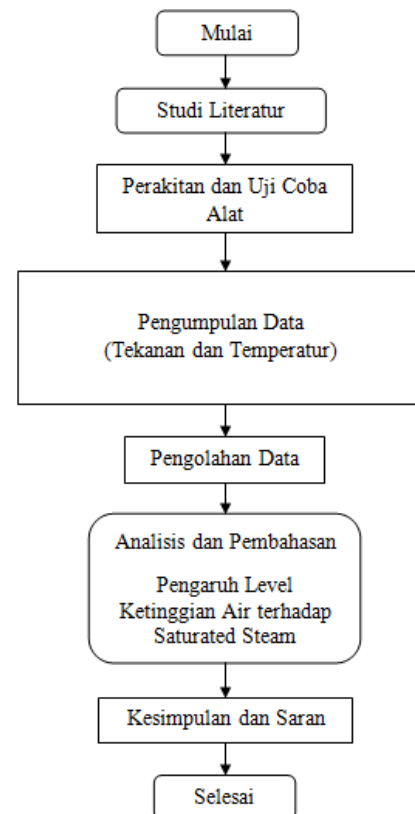 Mulai
Studi Literatur
Perakitan dan Uji Coba
Alat
Pengumpulan Data
(Tekanan dan Temperatur)
Pengolahan Data
Analisis dan Pembahasan
Pengaruh Level
Ketinggian Air terhadap
Saturated Steam
Kesimpulan dan Saran
Selesai